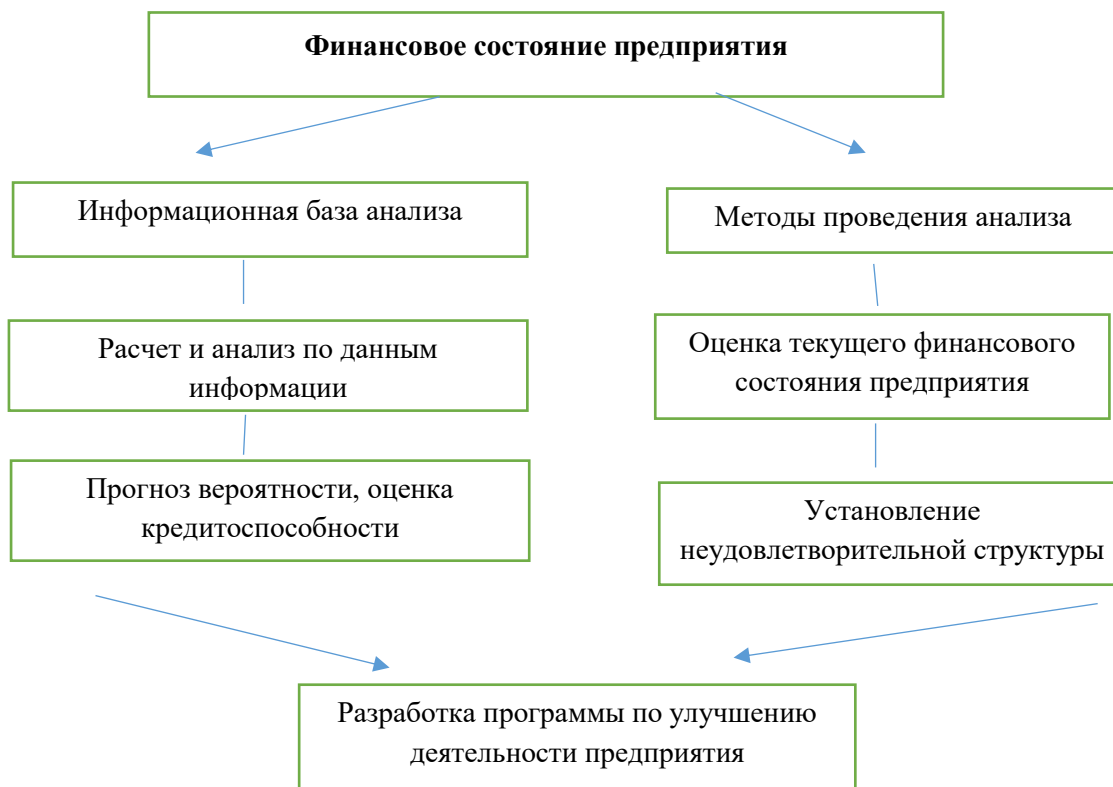 Финансовое состояние предприятия
Информационная база анализа
Методы проведения анализа
Расчет и анализ по данным
информации
Оценка текущего финансового
состояния предприятия
Прогноз вероятности, оценка
кредитоспособности
Установление
неудовлетворительной структуры
Разработка программы по улучшению
деятельности предприятия